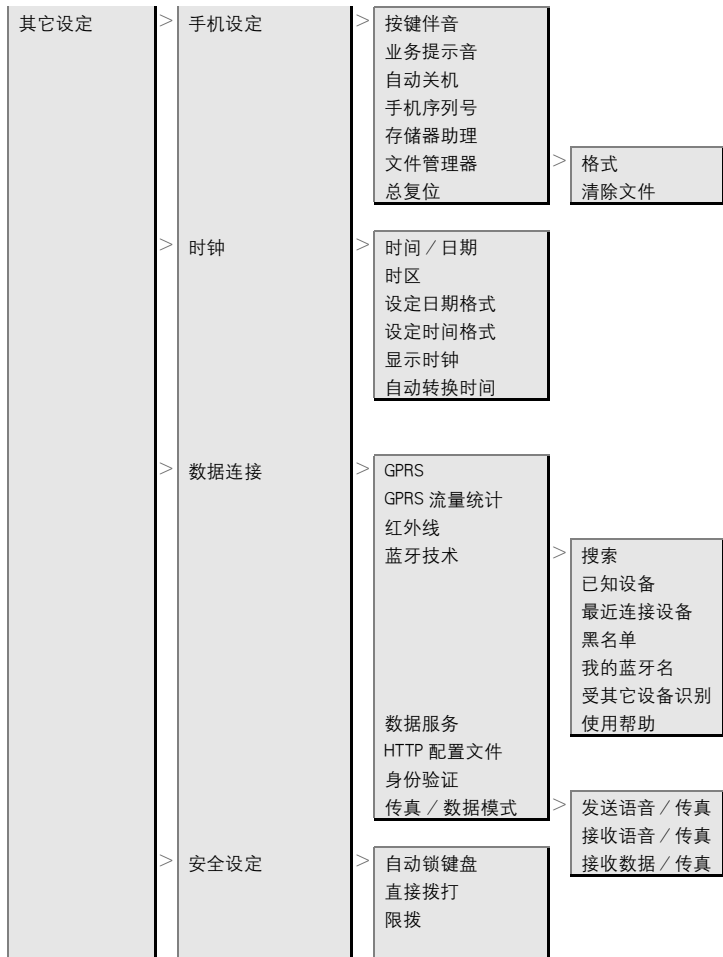 其它设定 > 手机设定 > 按键伴音
业务提示音
自动关机
手机序列号
存储器助理
文件管理器 > 格式
总复位 清除文件
> 时钟 > 时间 / 日期
时区
设定日期格式
设定时间格式
显示时钟
自动转换时间
> 数据连接 > GPRS
GPRS 流量统计
红外线
蓝牙技术 > 搜索
已知设备
最近连接设备
黑名单
我的蓝牙名
受其它设备识别
数据服务 使用帮助
HTTP 配置文件
身份验证
传真 / 数据模式 > 发送语音 / 传真
接收语音 / 传真
> 安全设定 > 自动锁键盘 接收数据 / 传真
直接拨打
限拨